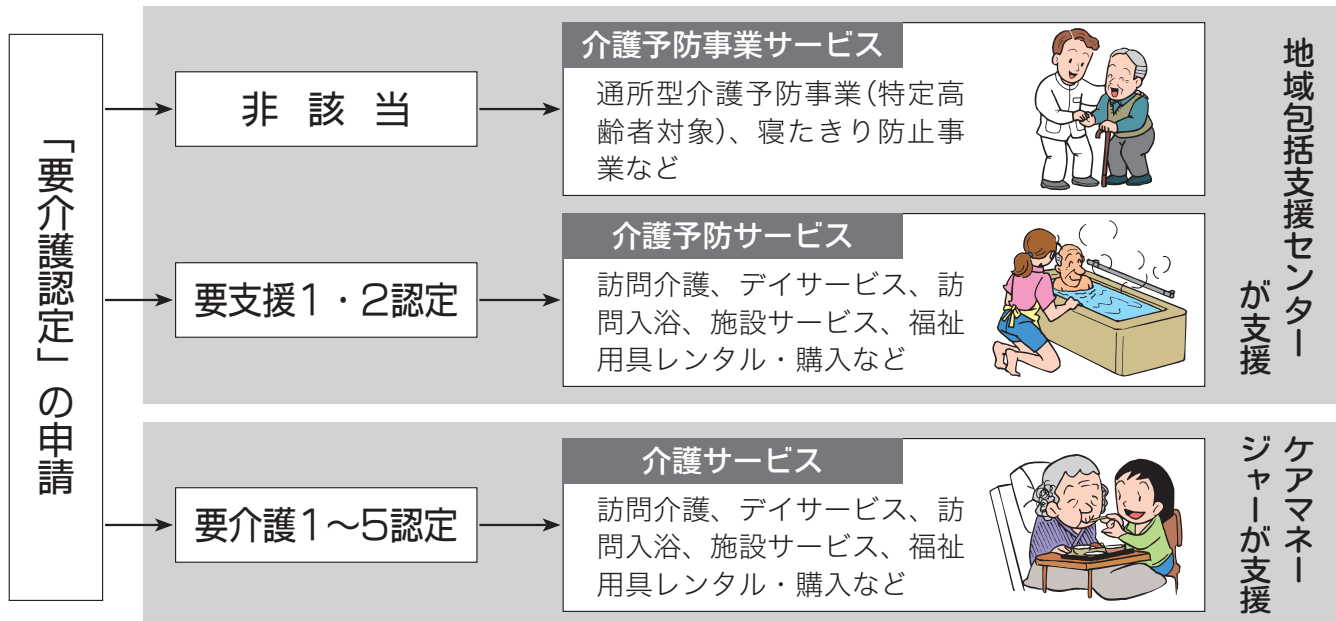 「要介護認定」の申請
非該当
介護予防事業サービス
通所型介護予防事業(特定高
齢者対象)、寝たきり防止事
業など
要支援1・2認定
介護予防サービス
訪問介護、デイサービス、訪
問入浴、施設サービス、福祉
用具レンタル・購入など
地域包括支援センター
が支援
要介護1〜5認定
介護サービス
訪問介護、デイサービス、訪
問入浴、施設サービス、福祉
用具レンタル・購入など
ケアマネー
ジャーが支援